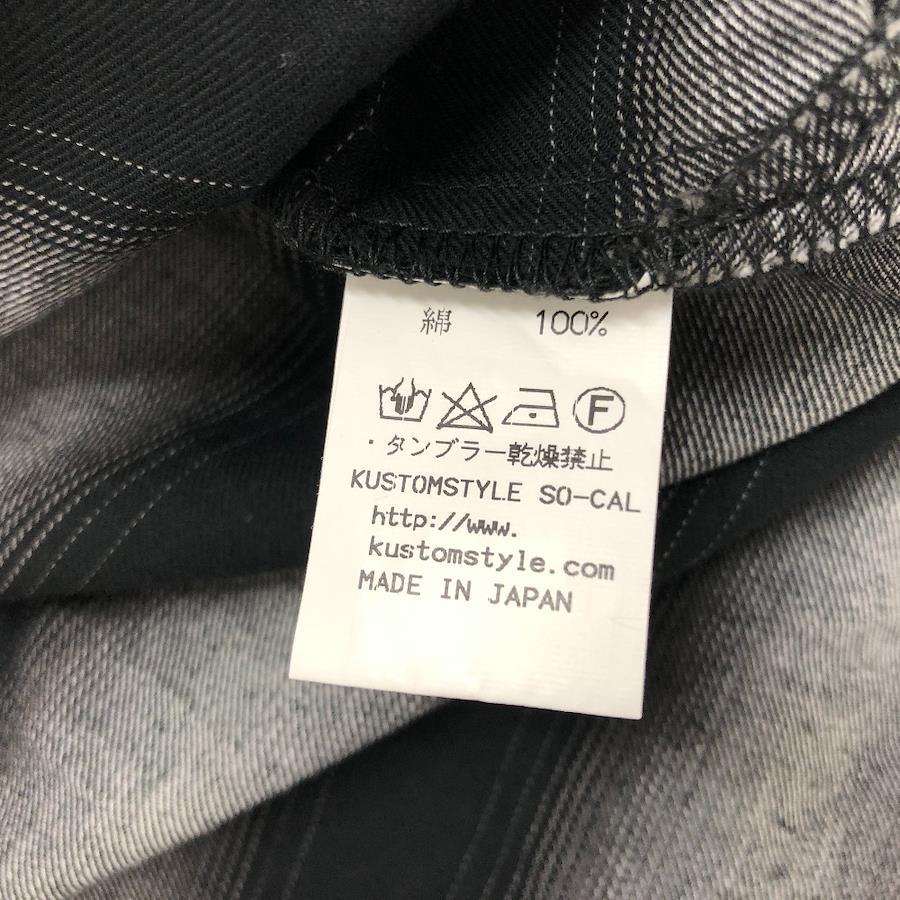 綿 100%
F
・タンブラー乾燥禁止
KUSTOMSTYLE SO-CAL
http://www.
kustomstyle.com
MADE IN JAPAN